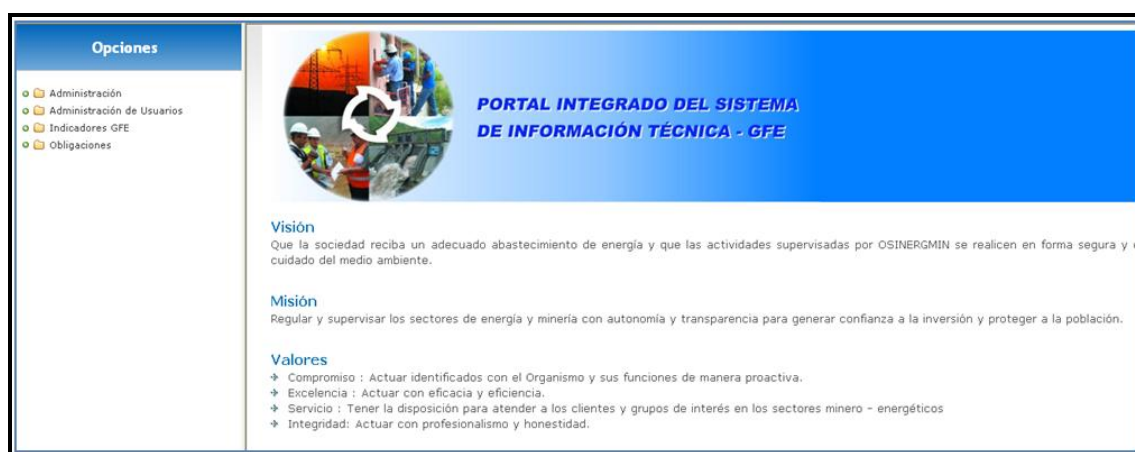 Opciones
Administración
Administración de Usuarios
Indicadores GFE
Obligaciones
PORTAL INTEGRADO DEL SISTEMA
DE INFORMACIÓN TÉCNICA - GFE
Visión
Que la sociedad reciba un adecuado abastecimiento de energía y que las actividades supervisadas por OSINERGMIN se realicen en forma segura y
cuidado del medio ambiente.
Misión
Regular y supervisar los sectores de energía y minería con autonomía y transparencia para generar confianza a la inversión y proteger a la población.
Valores
Compromiso : Actuar identificados con el Organismo y sus funciones de manera proactiva.
Excelencia : Actuar con eficacia y eficiencia.
Servicio : Tener la disposición para atender a los clientes y grupos de interés en los sectores minero - energéticos
Integridad: Actuar con profesionalismo y honestidad.